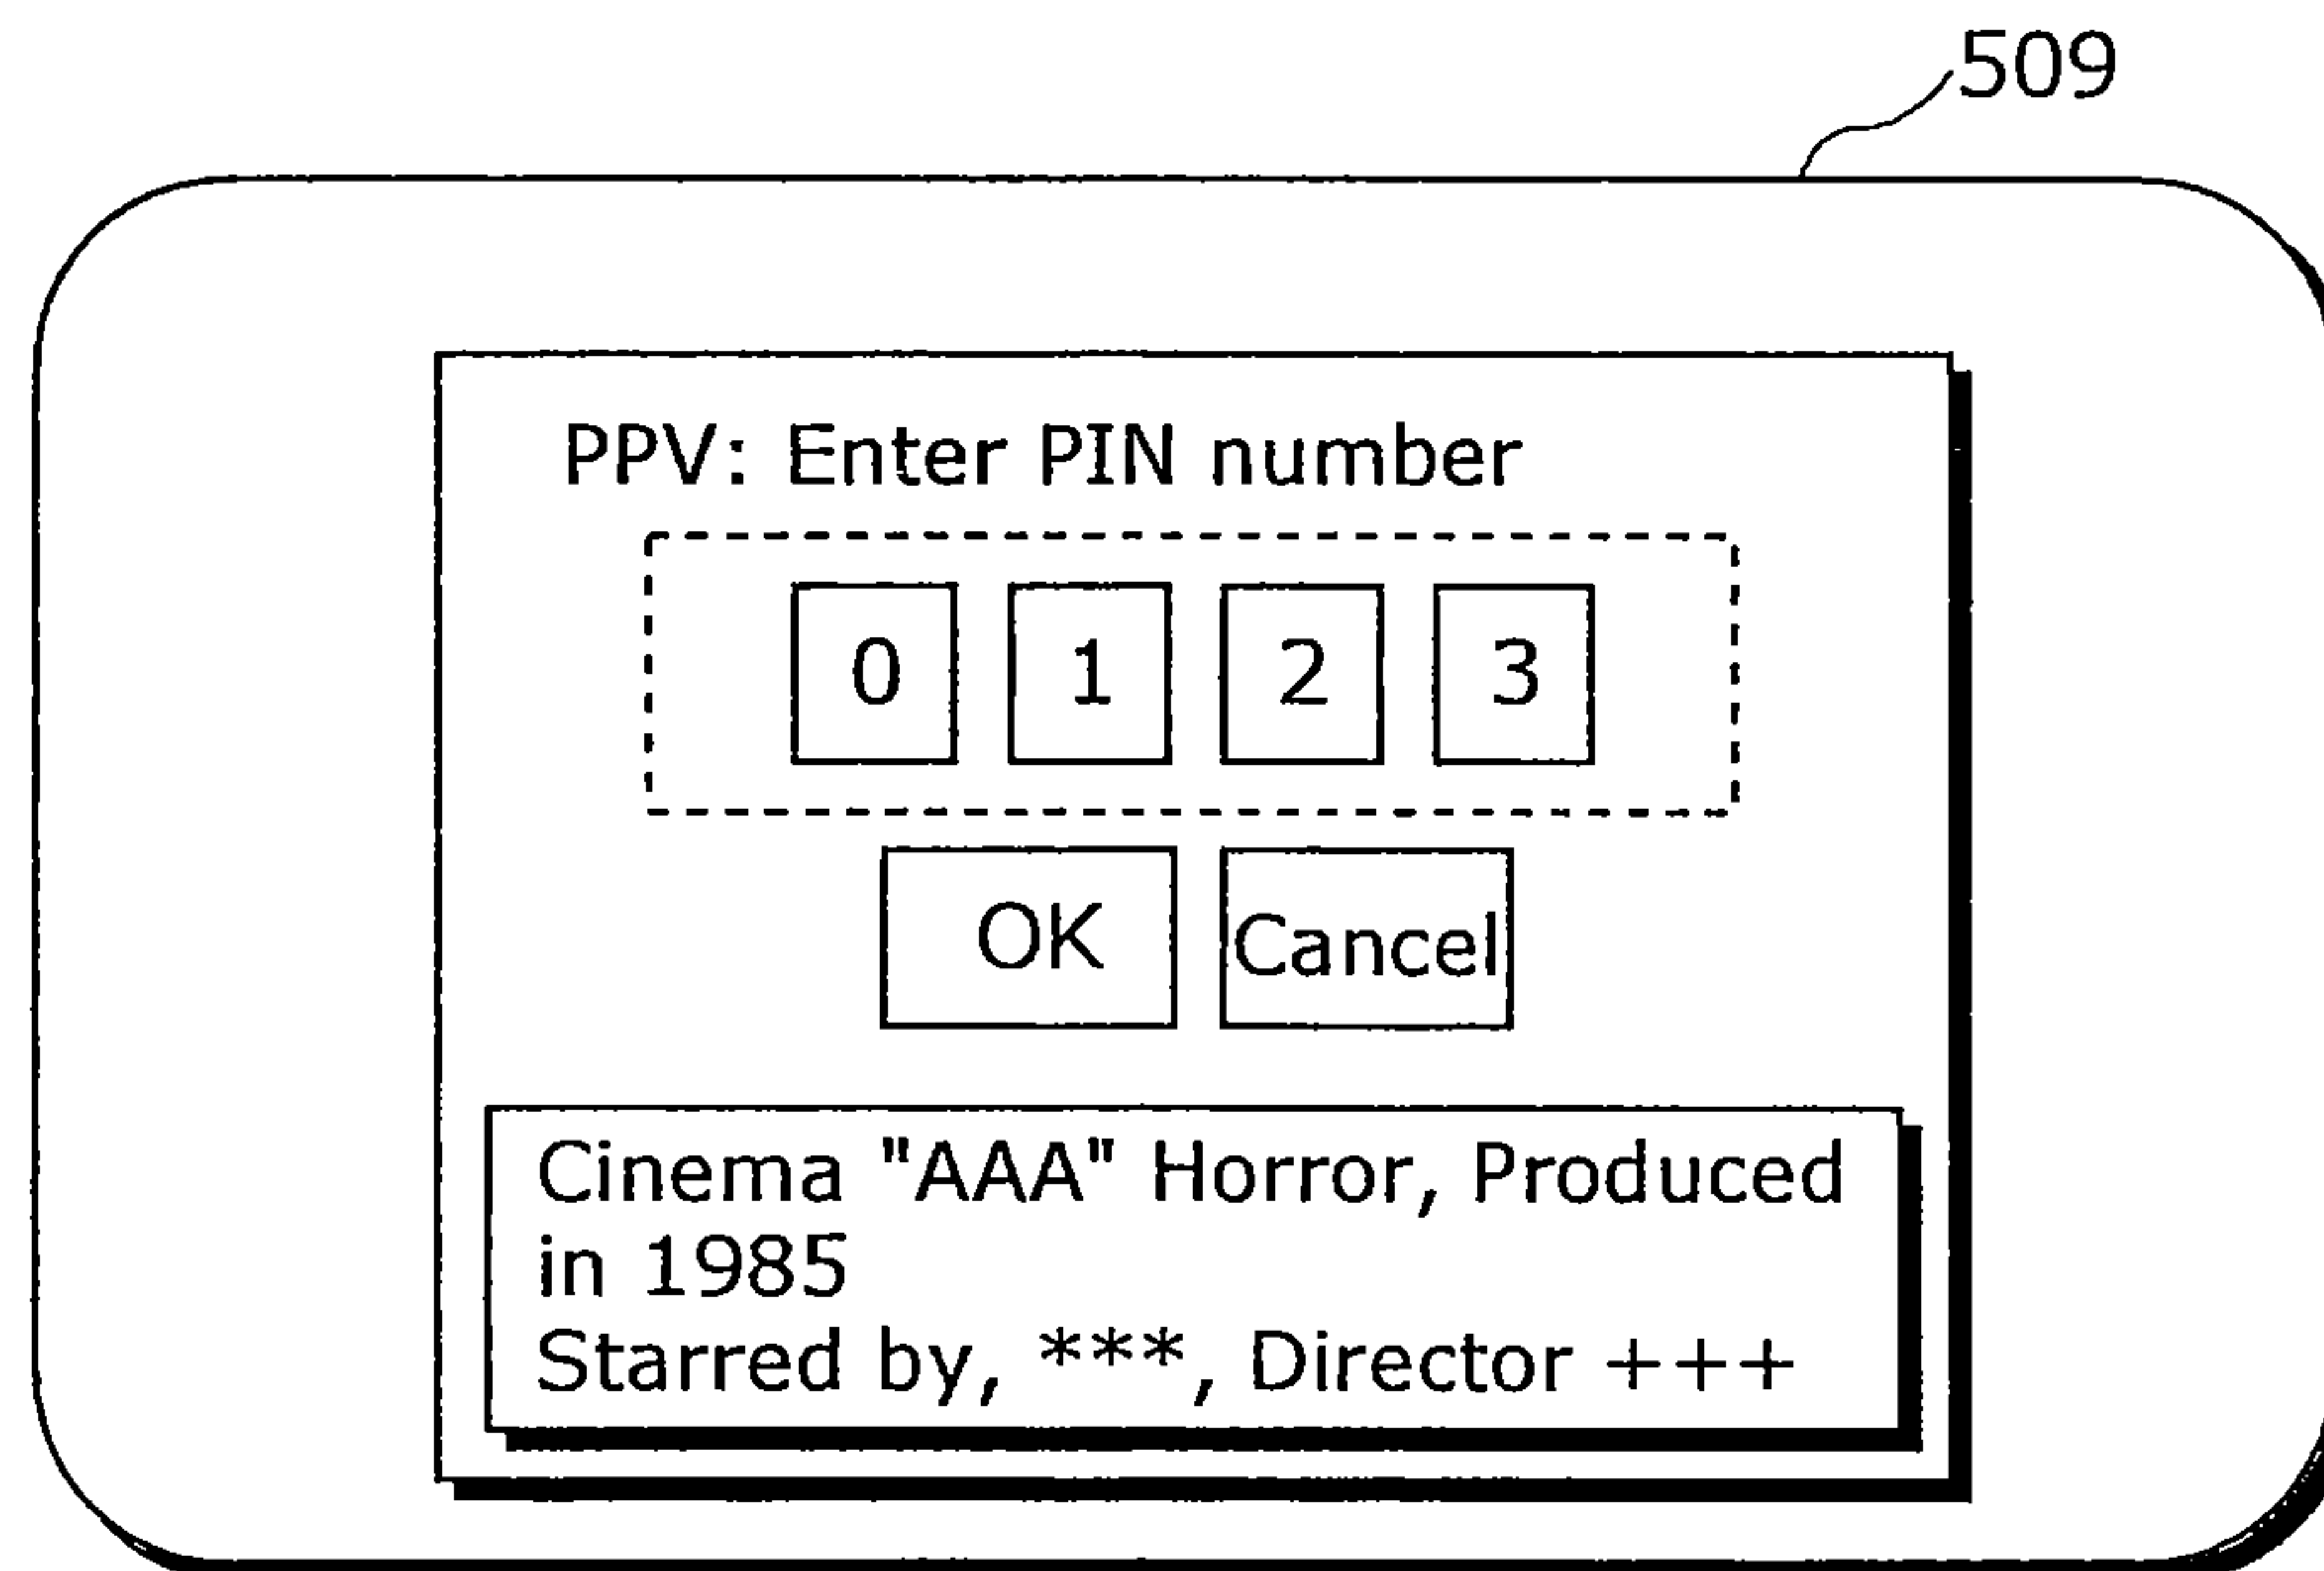 509
PPV: Enter PIN number
0 1 2 3
OK Cancel
Cinema "AAA" Horror, Produced
in 1985
Starred by, ***, Director +++